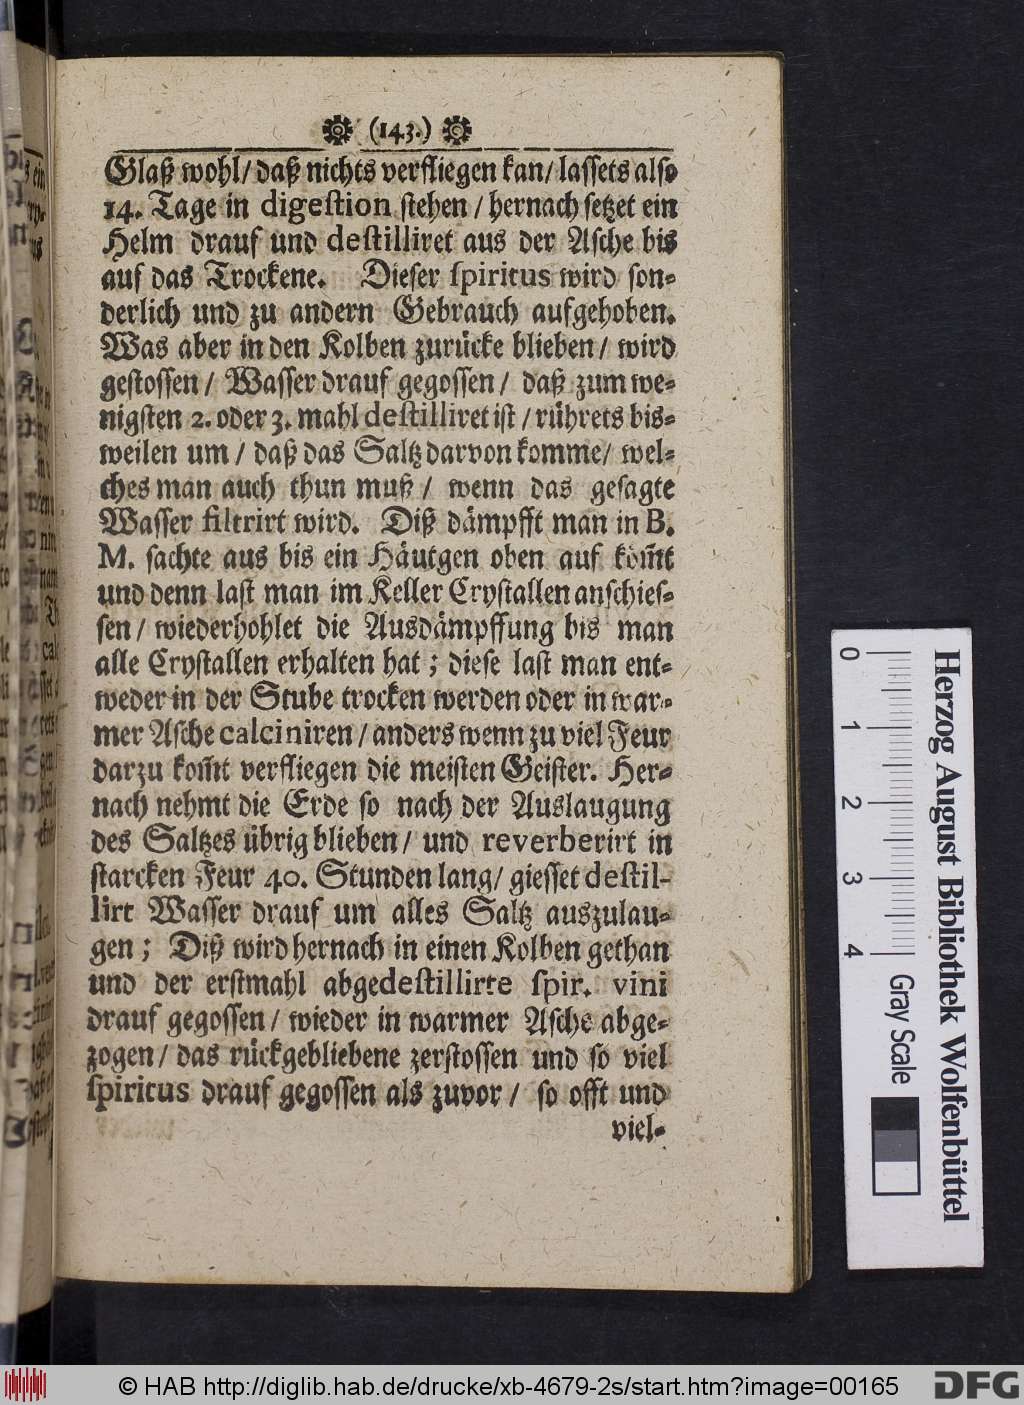 (143.)
Glaß wohl/ daß nichts verfliegen kan/ lassets also
14. Tage in digestion stehen / hernach setzet ein
Helm drauf und destilliret aus der Asche bis
auf das Trockene. Dieser spiritus wird son-
derlich und zu andern Gebrauch aufgehoben.
Was aber in den Kolben zurücke blieben / wird
gestossen / Wasser drauf gegossen / daß zum we-
nigsten 2. oder 3. mahl destilliret ist / rührets bis-
weilen um / daß das Saltz darvon komme/ wel-
ches man auch thun muß / wenn das gesagte
Wasser filtrirt wird. Diß dämpfft man in B.
M. sachte aus bis ein Häutgen oben auf kom̃t
und denn last man im Keller Crystallen anschies-
sen / wiederhohlet die Ausdämpffung bis man
alle Crystallen erhalten hat ; diese last man ent-
weder in der Stube trocken werden oder in war-
mer Asche calciniren / anders wenn zu viel Feur
darzu kom̃t verfliegen die meisten Geister. Her-
nach nehmt die Erde so nach der Auslaugung
des Saltzes übrig blieben / und reverberirt in
starcken Feur 40. Stunden lang / giesset destil-
lirt Wasser drauf um alles Saltz auszulau-
gen ; Diß wird hernach in einen Kolben gethan
und der erstmahl abgedestillirte spir. vini
drauf gegossen / wieder in warmer Asche abge-
zogen / das rückgebliebene zerstossen und so viel
spiritus drauf gegossen als zuvor / so offt und
viel-
Herzog August Bibliothek Wolfenbüttel
0 1 2 3 4 Gray Scale
© HAB http://diglib.hab.de/drucke/xb-4679-2s/start.htm?image=00165
DFG